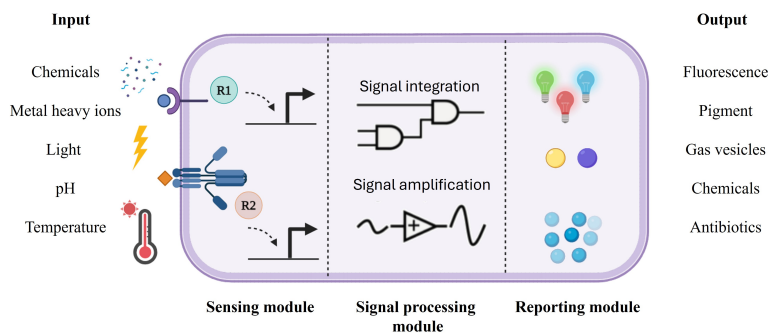 Input
Output
Chemicals
Metal heavy ions
Light
pH
Temperature
R1
R2
Signal integration
Signal amplification
+
Fluorescence
Pigment
Gas vesicles
Chemicals
Antibiotics
Sensing module
Signal processing
module
Reporting module